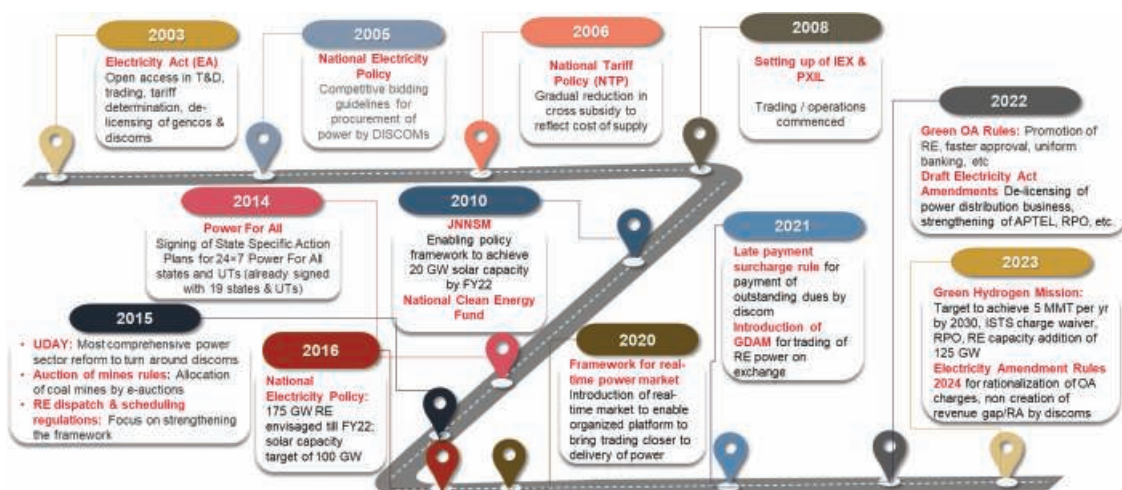 2003
Electricity Act (EA)
Open access in T&D,
trading, tariff
determination, de-
licensing of gencos &
discoms
2005
National Electricity
Policy
Competitive bidding
guidelines for
procurement of
power by DISCOMs
2006
National Tariff
Policy (NTP)
Gradual reduction in
cross subsidy to
reflect cost of supply
2008
Setting up of IEX &
PXIL
Trading / operations
commenced
2010
JNNSM
Enabling policy
framework to achieve
20 GW solar capacity
by FY22
National Clean Energy
Fund
2014
Power For All
Signing of State Specific Action
Plans for 24×7 Power For All
states and UTs (already signed
with 19 states & UTs)
2015
• UDAY: Most comprehensive power
sector reform to turn around discoms
• Auction of mines rules: Allocation
of coal mines by e-auctions
• RE dispatch & scheduling
regulations: Focus on strengthening
the framework
2016
National
Electricity Policy:
175 GW RE
envisaged till FY22;
solar capacity
target of 100 GW
2020
Framework for real-
time power market
Introduction of real-
time market to enable
organized platform to
bring trading closer to
delivery of power
2021
Late payment
surcharge rule for
payment of
outstanding dues by
discom
Introduction of
GDAM for trading of
RE power on
exchange
2022
Green OA Rules: Promotion of
RE, faster approval, uniform
banking, etc
Draft Electricity Act
Amendments De-licensing of
power distribution business,
strengthening of APTEL, RPO, etc.
2023
Green Hydrogen Mission:
Target to achieve 5 MMT per yr
by 2030, ISTS charge waiver,
RPO, RE capacity addition of
125 GW
Electricity Amendment Rules
2024 for rationalization of OA
charges, non creation of
revenue gap/RA by discoms